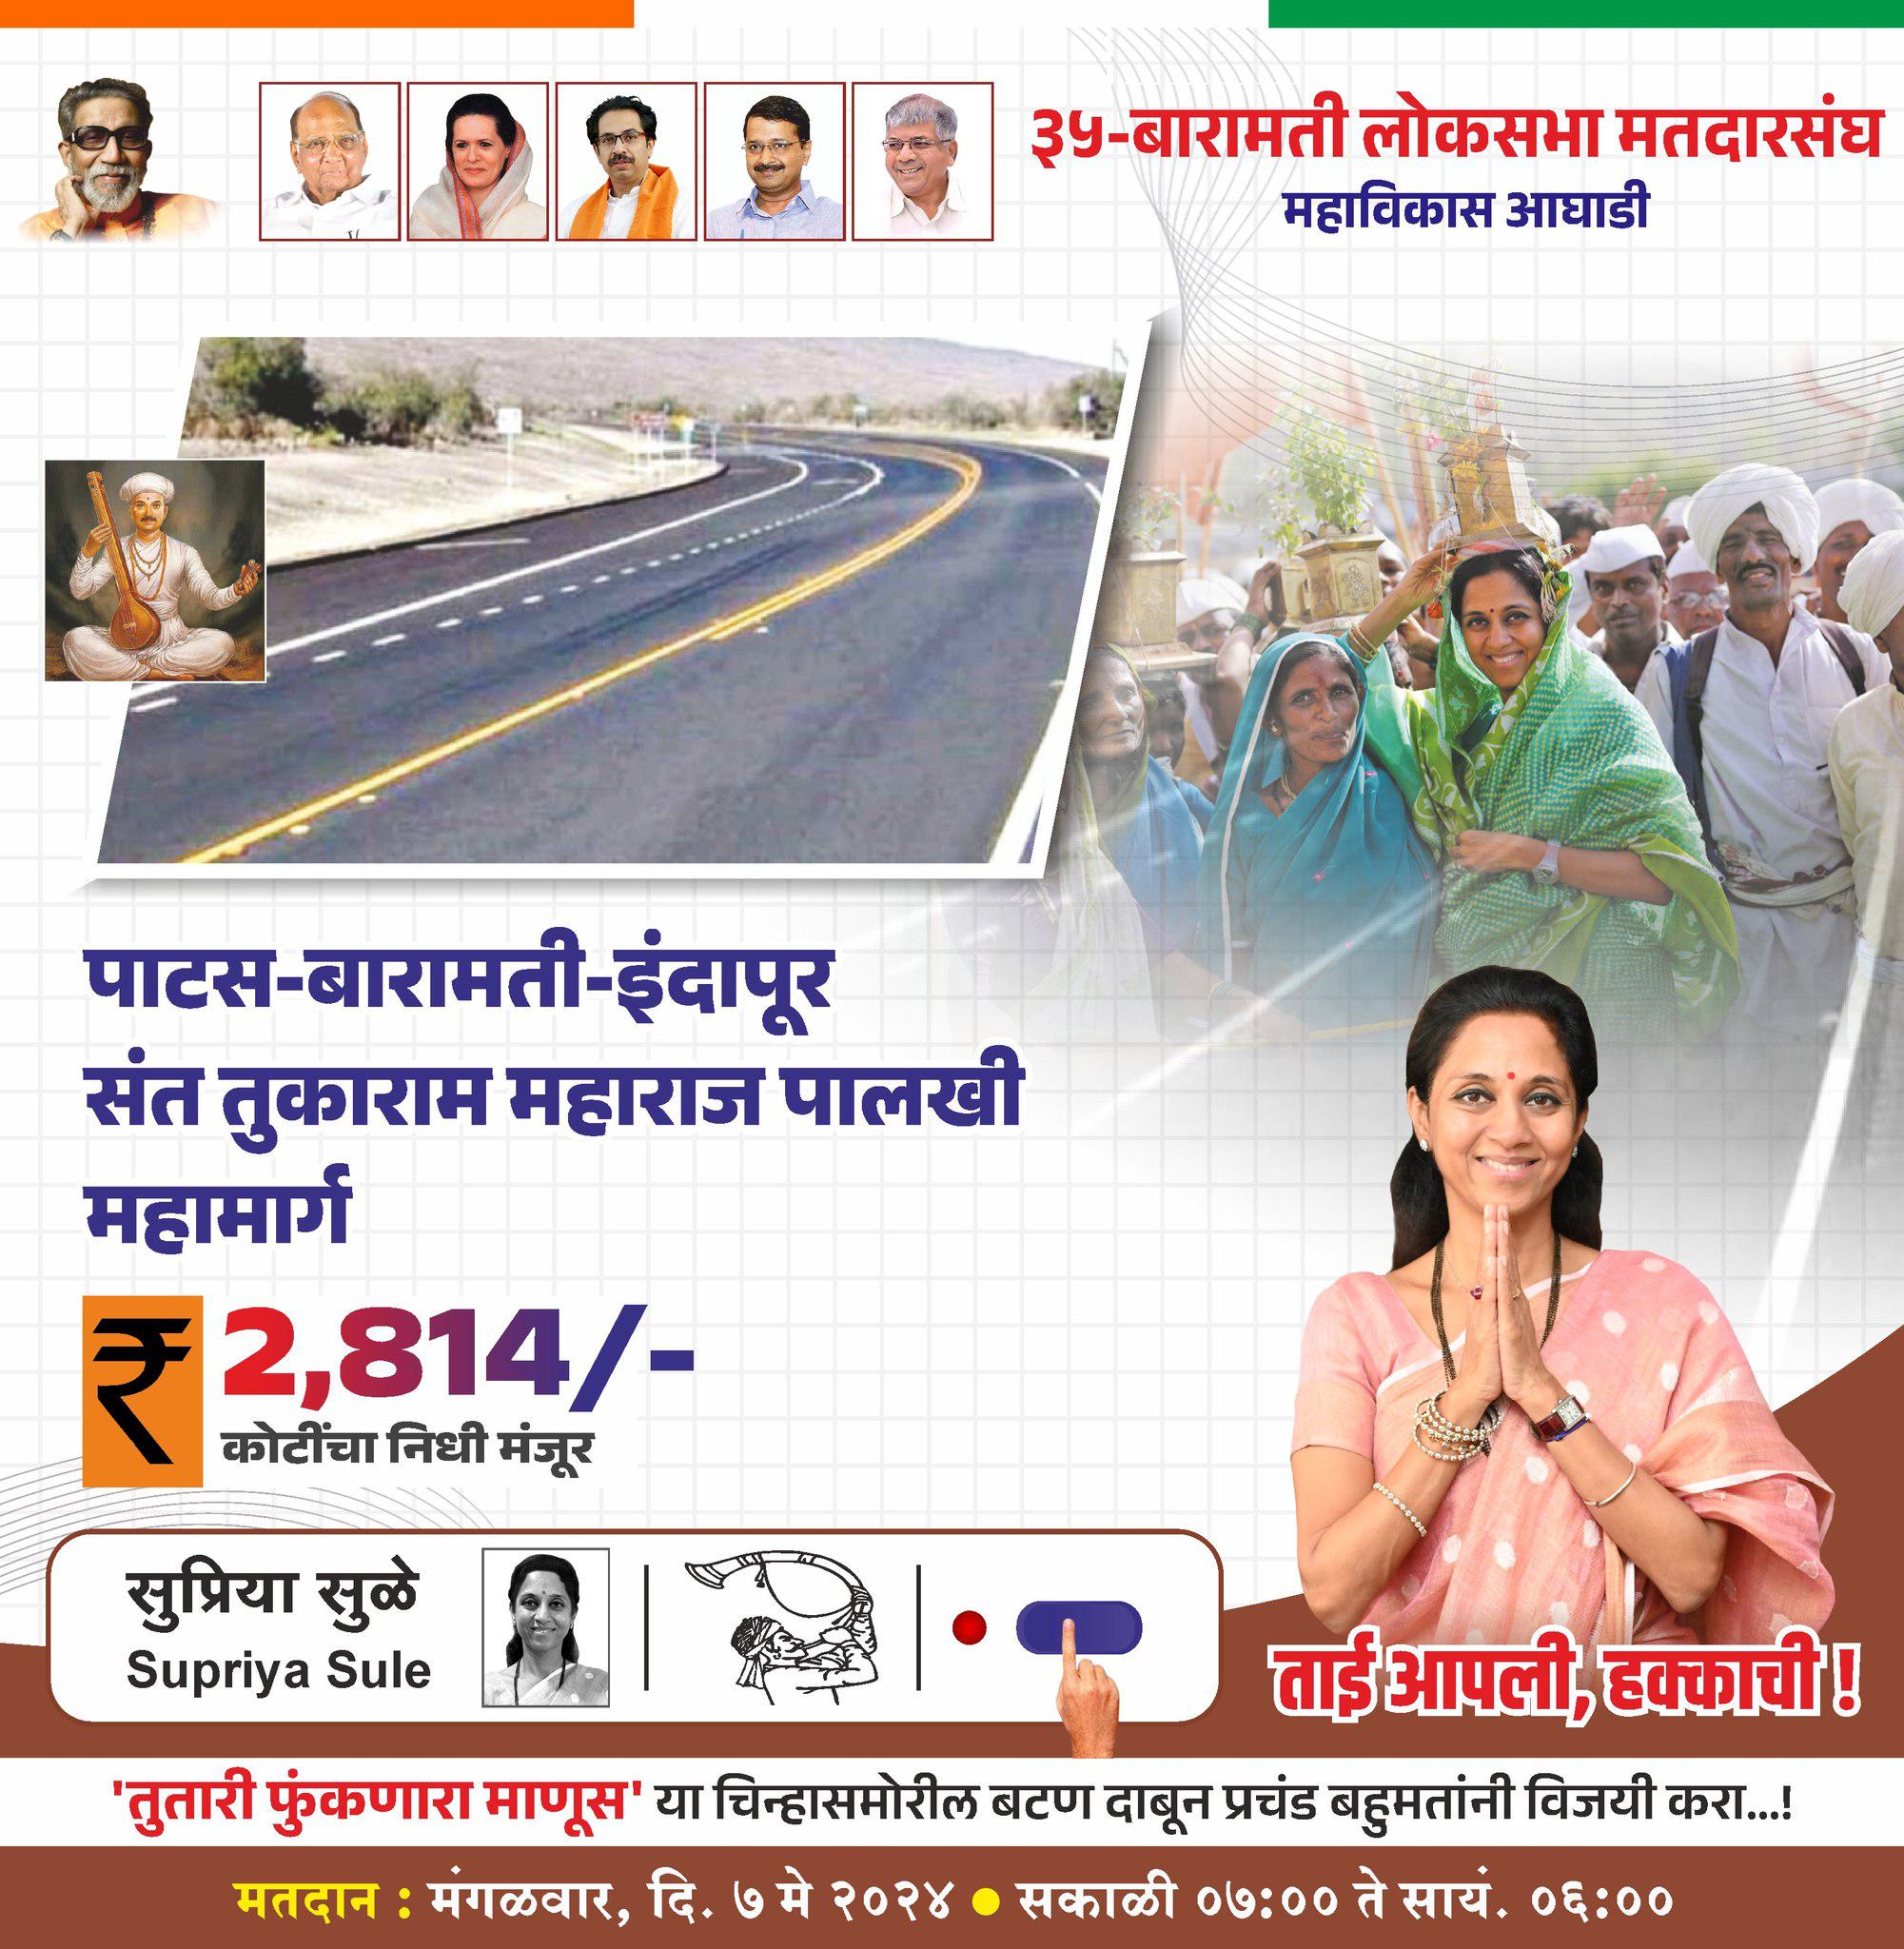 ३५-बारामती लोकसभा मतदारसंघ
महाविकास आघाडी
पाटस-बारामती-इंदापूर
संत तुकाराम महाराज पालखी
महामार्ग
₹ 2,814/-
कोटींचा निधी मंजूर
सुप्रिया सुळे
Supriya Sule
ताई आपली, हक्काची !
'तुतारी फुंकणारा माणूस' या चिन्हासमोरील बटण दाबून प्रचंड बहुमतांनी विजयी करा...!
मतदान : मंगळवार, दि. ७ मे २०२४ ● सकाळी ०७:०० ते सायं. ०६:००